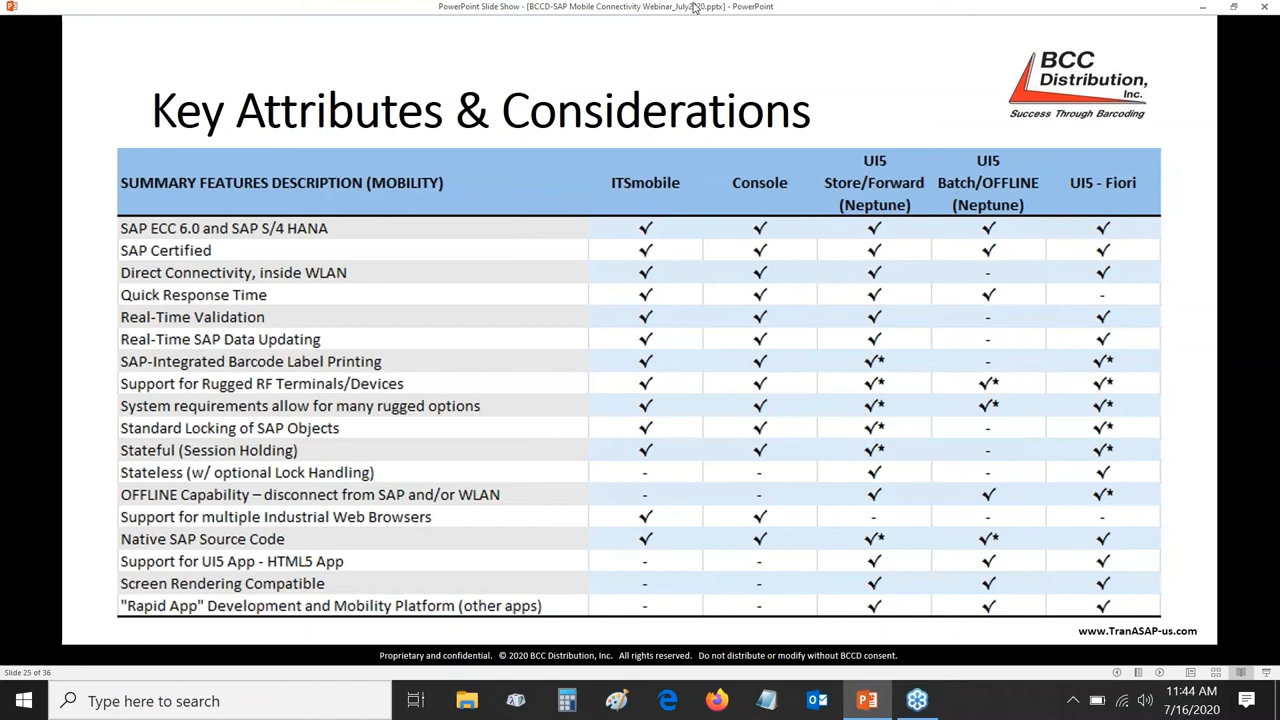 PowerPoint Slide Show - [BCCD-SAP Mobile Connectivity Webinar_July2020.pptx] - PowerPoint
BCC
Distribution,
Inc.
Success Through Barcoding
Key Attributes & Considerations
SUMMARY FEATURES DESCRIPTION (MOBILITY) ITSmobile Console UI5 Store/Forward (Neptune) UI5 Batch/OFFLINE (Neptune) UI5 - Fiori
SAP ECC 6.0 and SAP S/4 HANA ✓ ✓ ✓ ✓ ✓
SAP Certified ✓ ✓ ✓ ✓ ✓
Direct Connectivity, inside WLAN ✓ ✓ ✓ - ✓
Quick Response Time ✓ ✓ ✓ ✓ -
Real-Time Validation ✓ ✓ ✓ - ✓
Real-Time SAP Data Updating ✓ ✓ ✓ - ✓
SAP-Integrated Barcode Label Printing ✓ ✓ ✓* - ✓*
Support for Rugged RF Terminals/Devices ✓ ✓ ✓* ✓* ✓*
System requirements allow for many rugged options ✓ ✓ ✓* ✓* ✓*
Standard Locking of SAP Objects ✓ ✓ ✓* - ✓*
Stateful (Session Holding) ✓ ✓ ✓* - ✓*
Stateless (w/ optional Lock Handling) - - ✓ - ✓
OFFLINE Capability – disconnect from SAP and/or WLAN - - ✓ ✓ ✓*
Support for multiple Industrial Web Browsers ✓ ✓ - - -
Native SAP Source Code ✓ ✓ ✓* ✓* ✓
Support for UI5 App - HTML5 App - - ✓ ✓ ✓
Screen Rendering Compatible - - ✓ ✓ ✓
"Rapid App" Development and Mobility Platform (other apps) - - ✓ ✓ ✓
www.TranASAP-us.com
Proprietary and confidential. © 2020 BCC Distribution, Inc. All rights reserved. Do not distribute or modify without BCCD consent.
Slide 25 of 36
Type here to search
11:44 AM
7/16/2020